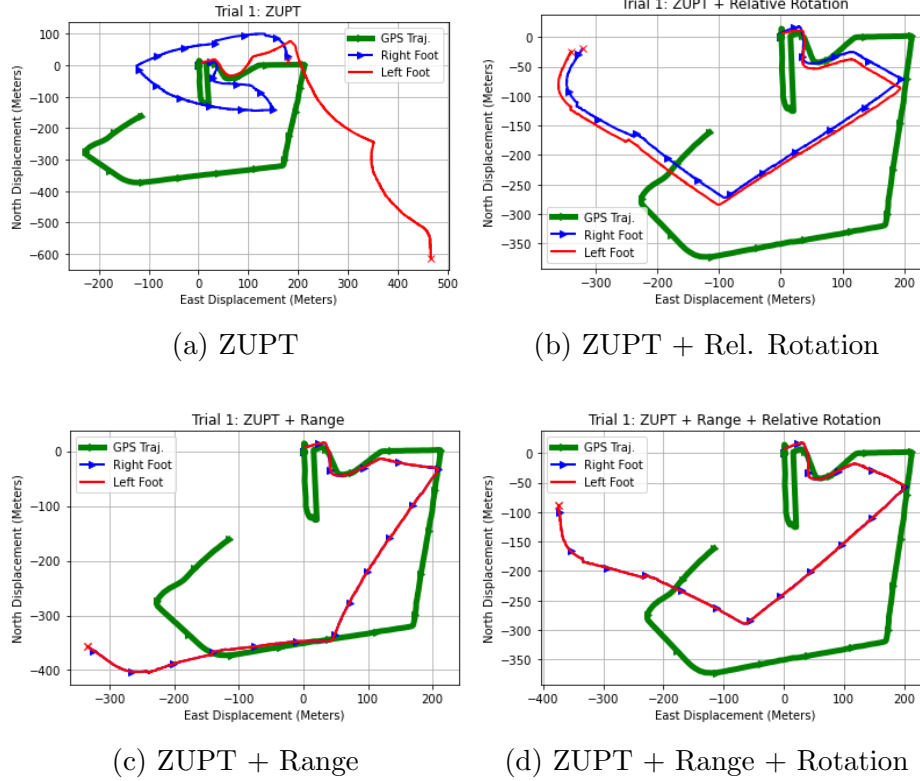 Trial 1: ZUPT
GPS Traj.
Right Foot
Left Foot
100
0
−100
−200
−300
−400
−500
−600
North Displacement (Meters)
−200 −100 0 100 200 300 400 500
East Displacement (Meters)
(a) ZUPT
Trial 1: ZUPT + Relative Rotation
0
−50
−100
−150
−200
−250
−300
−350
North Displacement (Meters)
GPS Traj.
Right Foot
Left Foot
−400 −300 −200 −100 0 100 200
East Displacement (Meters)
(b) ZUPT + Rel. Rotation
Trial 1: ZUPT + Range
GPS Traj.
Right Foot
Left Foot
0
−100
−200
−300
−400
North Displacement (Meters)
−300 −200 −100 0 100 200
East Displacement (Meters)
(c) ZUPT + Range
Trial 1: ZUPT + Range + Relative Rotation
GPS Traj.
Right Foot
Left Foot
0
−50
−100
−150
−200
−250
−300
−350
North Displacement (Meters)
−400 −300 −200 −100 0 100 200
East Displacement (Meters)
(d) ZUPT + Range + Rotation